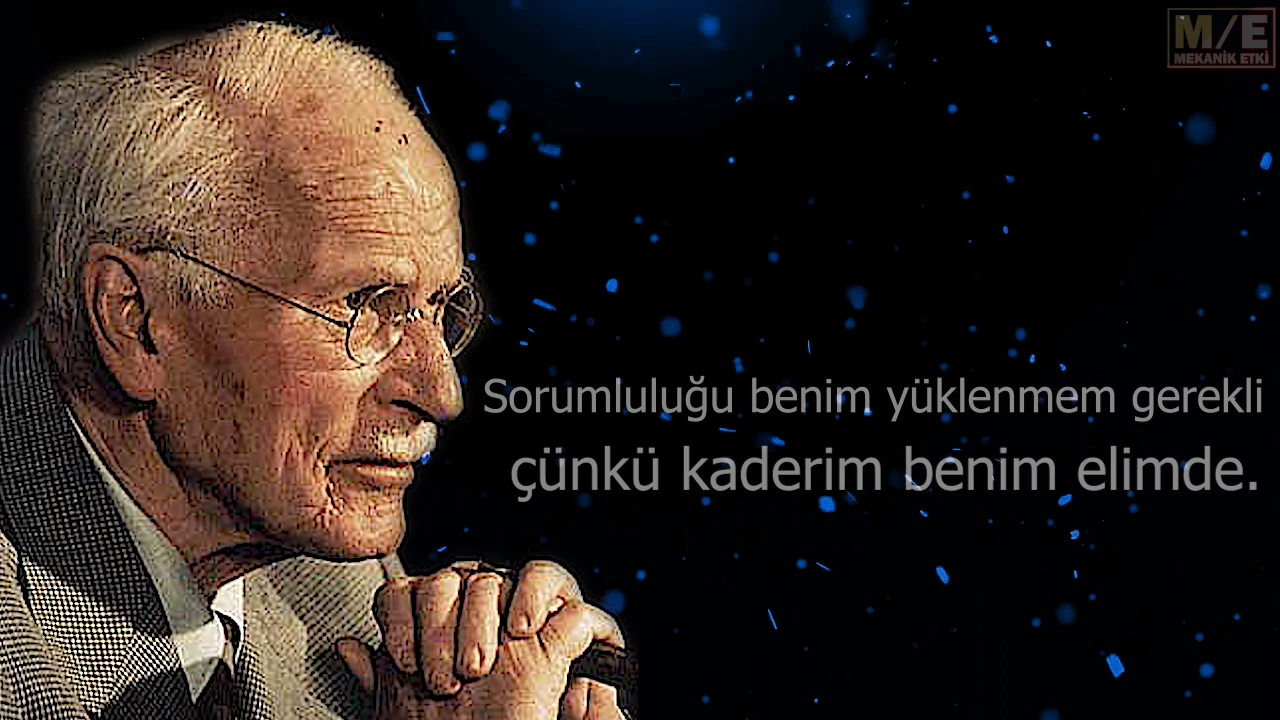 M/E
MEKANİK ETKİ
Sorumluluğu benim yüklenmem gerekli
çünkü kaderim benim elimde.